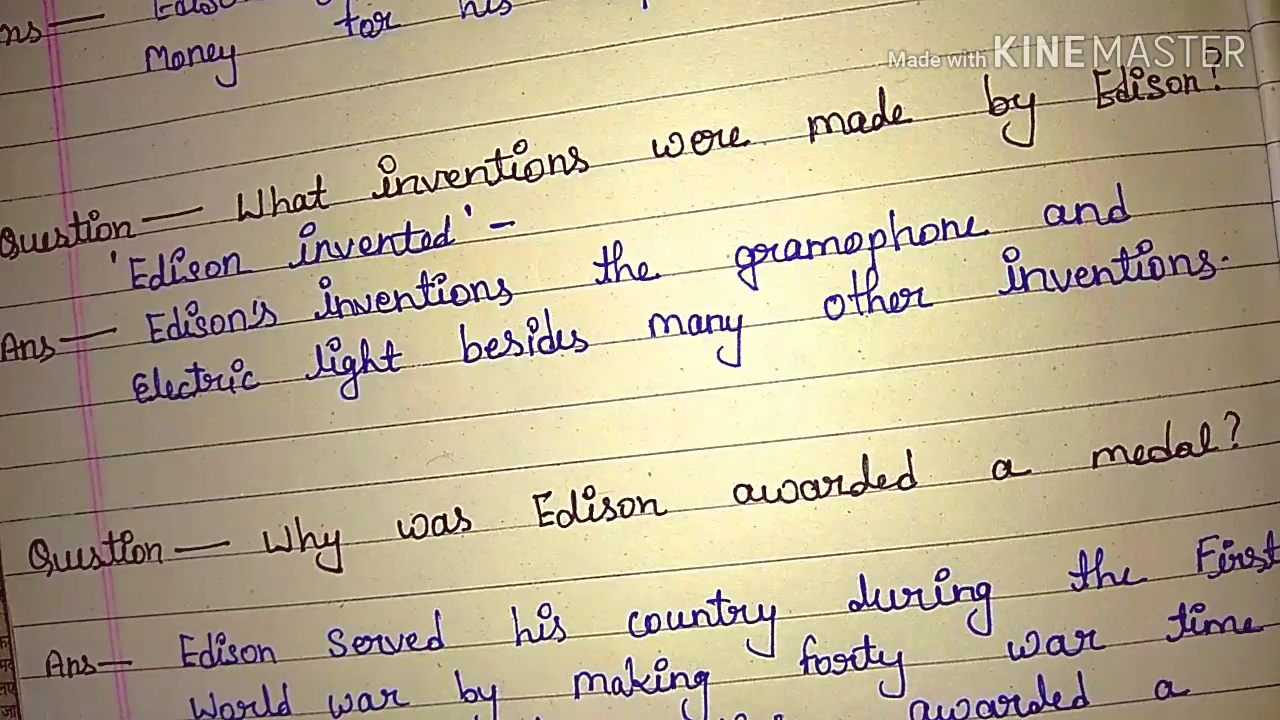 Ans — for his
Money
Made with KINEMASTER
Question — What inventions were made by Edison?
'Edison invented' –
Ans — Edison's inventions the gramophone and
Electric light besides many other inventions.
Question — Why was Edison awarded a medal?
Ans — Edison served his country during the First
World war by making forty war time
awarded a